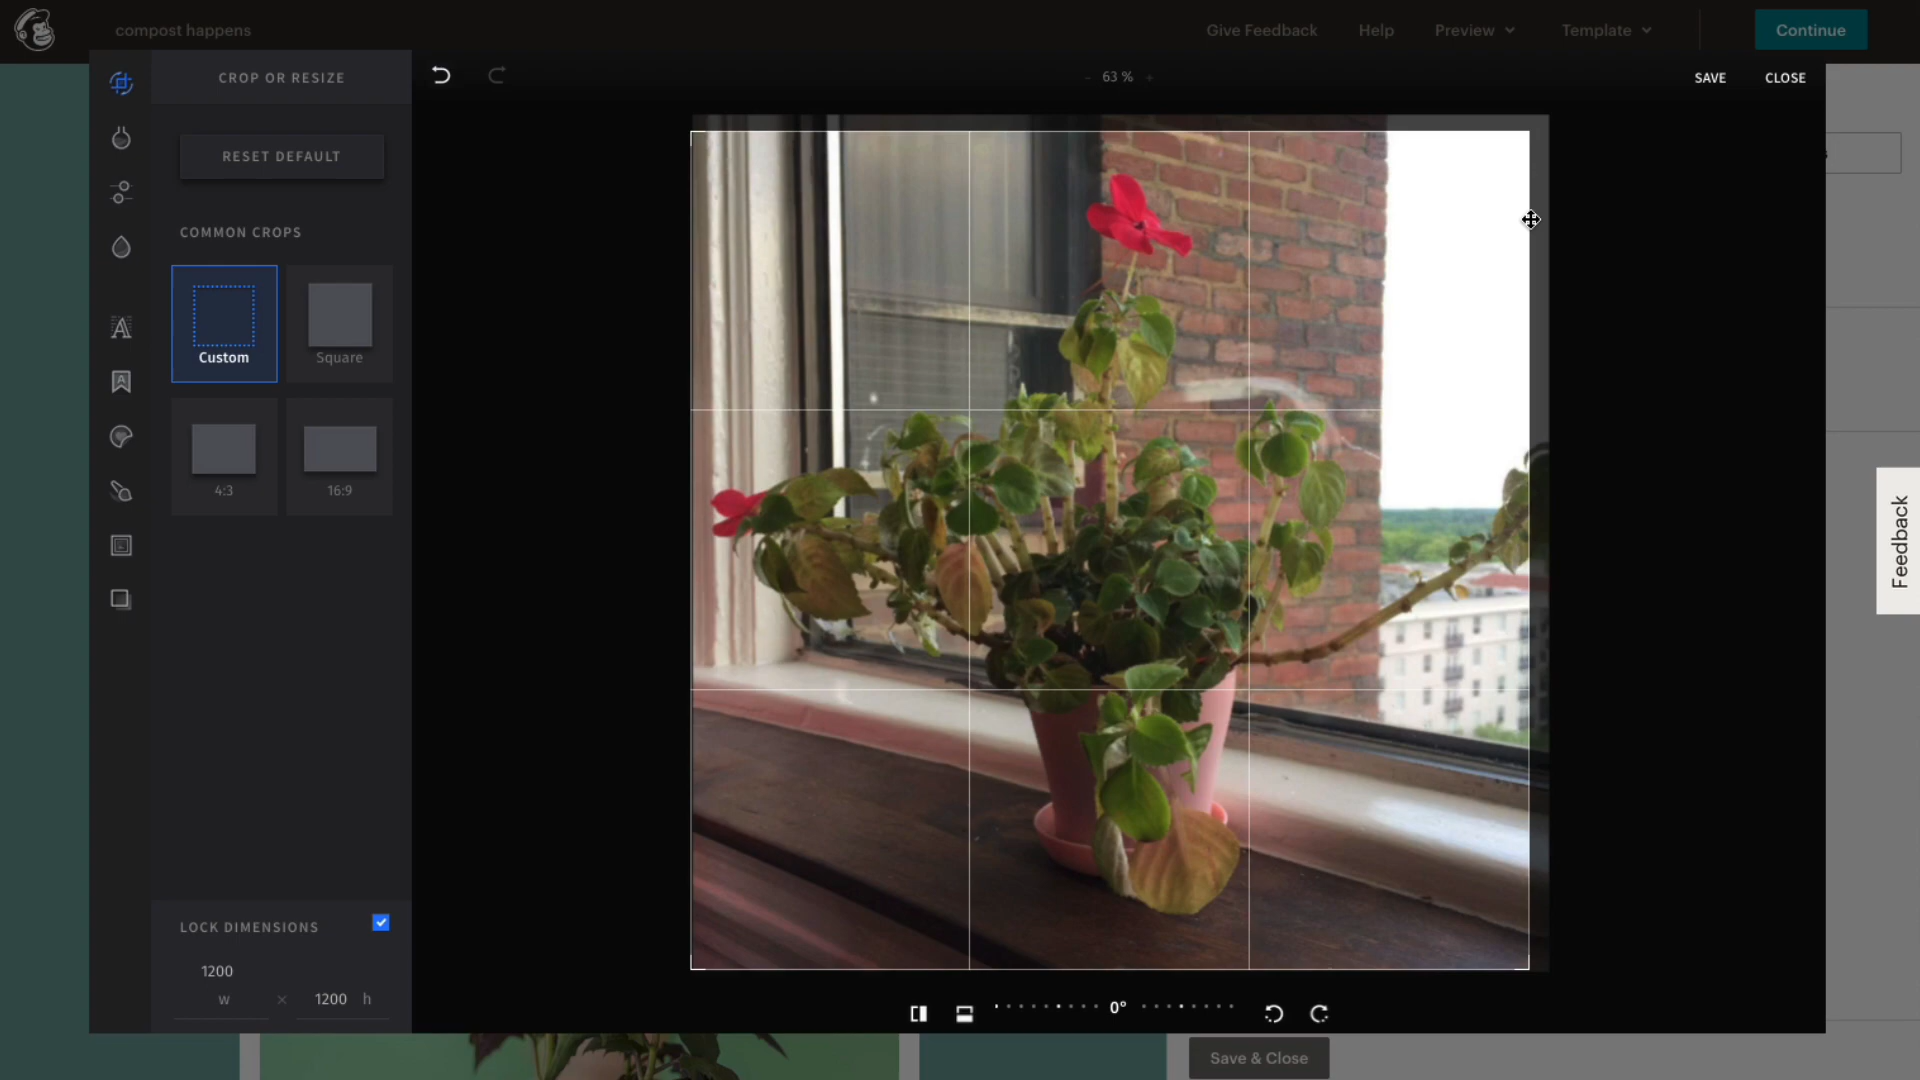 compost happens
Give Feedback
Help
Preview
Template
Continue
CROP OR RESIZE
63 %
SAVE
CLOSE
RESET DEFAULT
COMMON CROPS
Custom
Square
4:3
16:9
Feedback
LOCK DIMENSIONS
1200
w × 1200 h
0°
Save & Close